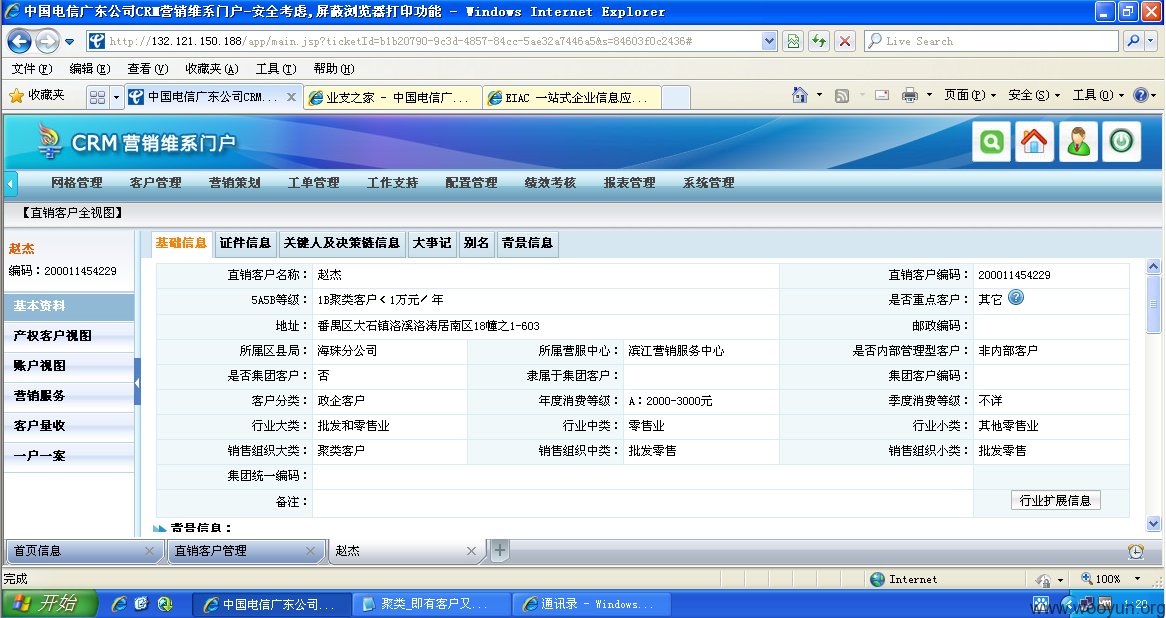 中国电信广东公司CRM营销维系门户-安全考虑,屏蔽浏览器打印功能 - Windows Internet Explorer
http://132.121.150.188/app/main.jsp?ticketId=b1b20790-9c3d-4857-84cc-5ae32a7446a5&s=84603f0c2436# Live Search
文件(F) 编辑(E) 查看(V) 收藏夹(A) 工具(T) 帮助(H)
收藏夹 中国电信广东公司CRM... 业支之家 - 中国电信广... EIAC 一站式企业信息应... 页面(P) 安全(S) 工具(O)
CRM 营销维系门户
网格管理 客户管理 营销策划 工单管理 工作支持 配置管理 绩效考核 报表管理 系统管理
【直销客户全视图】
赵杰
编码：200011454229
基本资料
产权客户视图
账户视图
营销服务
客户量收
一户一案
基础信息 证件信息 关键人及决策链信息 大事记 别名 背景信息
直销客户名称： 赵杰 直销客户编码： 200011454229
5A5B等级： 1B聚类客户＜1万元／年 是否重点客户： 其它
地址： 番禺区大石镇洛溪洛涛居南区18幢之1-603 邮政编码：
所属区县局： 海珠分公司 所属营服中心： 滨江营销服务中心 是否内部管理型客户： 非内部客户
是否集团客户： 否 隶属于集团客户： 集团客户编码：
客户分类： 政企客户 年度消费等级： A：2000-3000元 季度消费等级： 不详
行业大类： 批发和零售业 行业中类： 零售业 行业小类： 其他零售业
销售组织大类： 聚类客户 销售组织中类： 批发零售 销售组织小类： 批发零售
集团统一编码：
备注： 行业扩展信息
背景信息：
首页信息 直销客户管理 赵杰
完成 Internet 100%
开始 中国电信广东公司... 聚类_即有客户又... 通讯录 - Windows... 1:20
www.wooyun.org